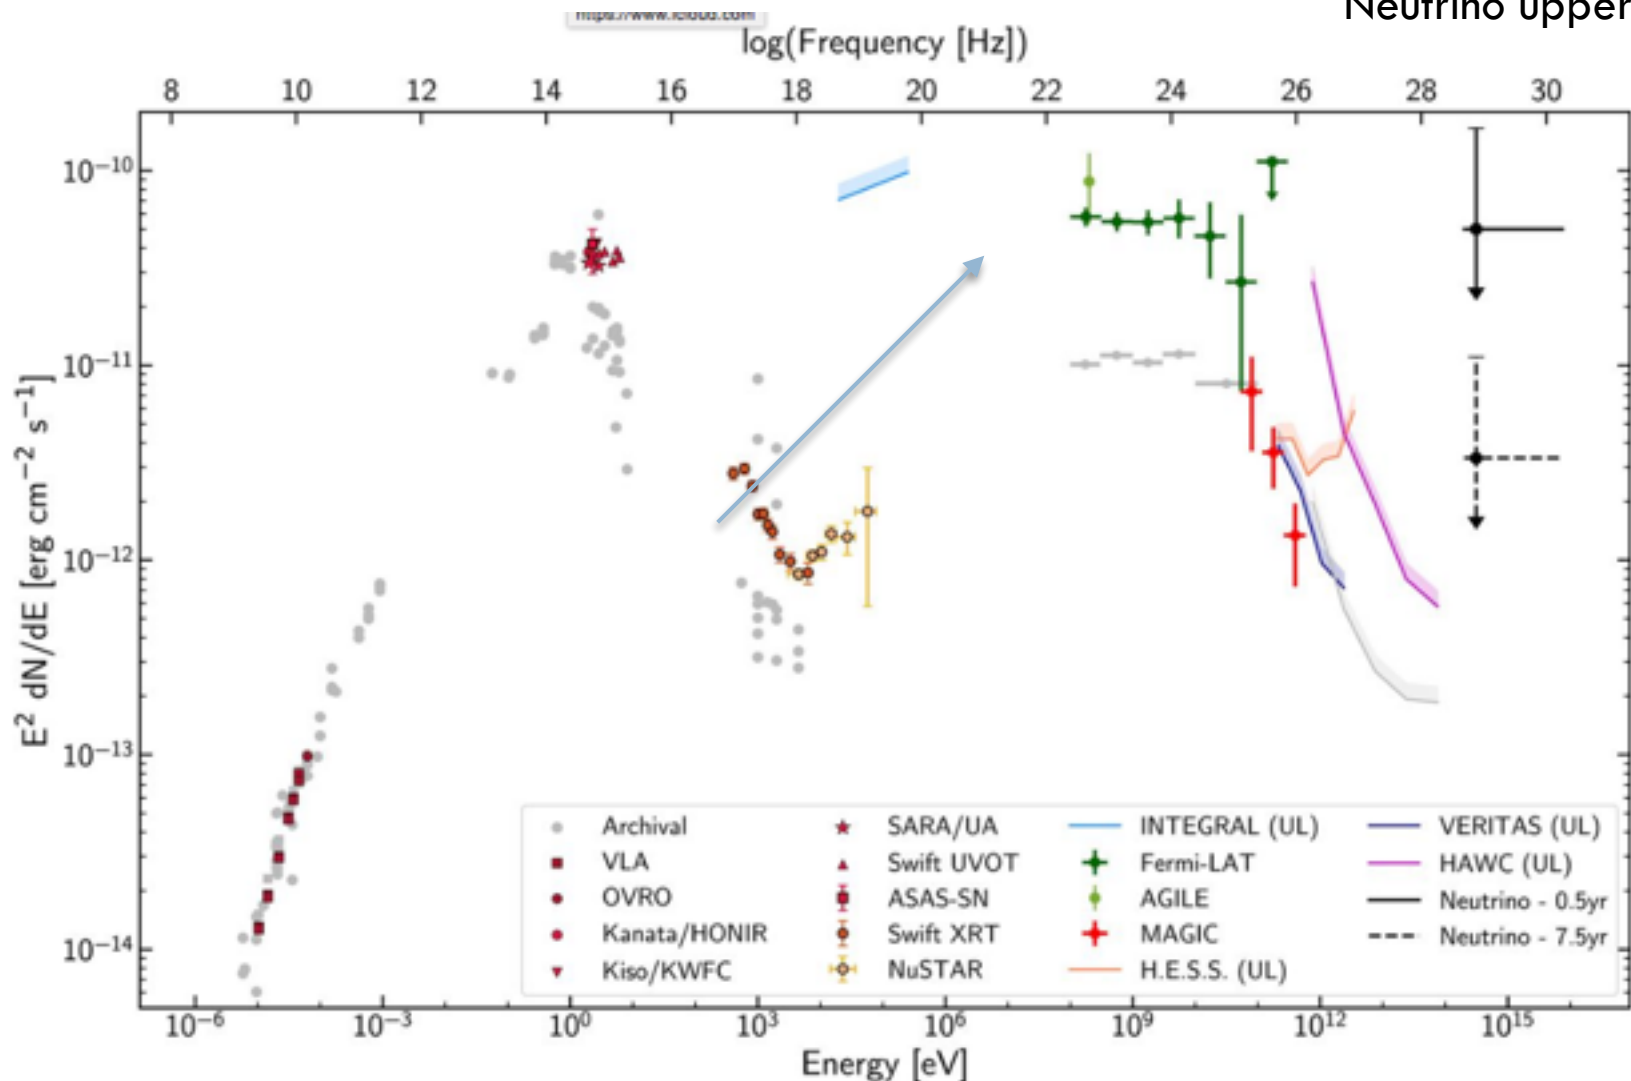 https://www.icloud.com
Neutrino upper
log(Frequency [Hz])
8 10 12 14 16 18 20 22 24 26 28 30
10⁻¹⁰
10⁻¹¹
10⁻¹²
10⁻¹³
10⁻¹⁴
E² dN/dE [erg cm⁻² s⁻¹]
Archival
VLA
OVRO
Kanata/HONIR
Kiso/KWFC
SARA/UA
Swift UVOT
ASAS-SN
Swift XRT
NuSTAR
INTEGRAL (UL)
Fermi-LAT
AGILE
MAGIC
H.E.S.S. (UL)
VERITAS (UL)
HAWC (UL)
Neutrino - 0.5yr
Neutrino - 7.5yr
10⁻⁶ 10⁻³ 10⁰ 10³ 10⁶ 10⁹ 10¹² 10¹⁵
Energy [eV]